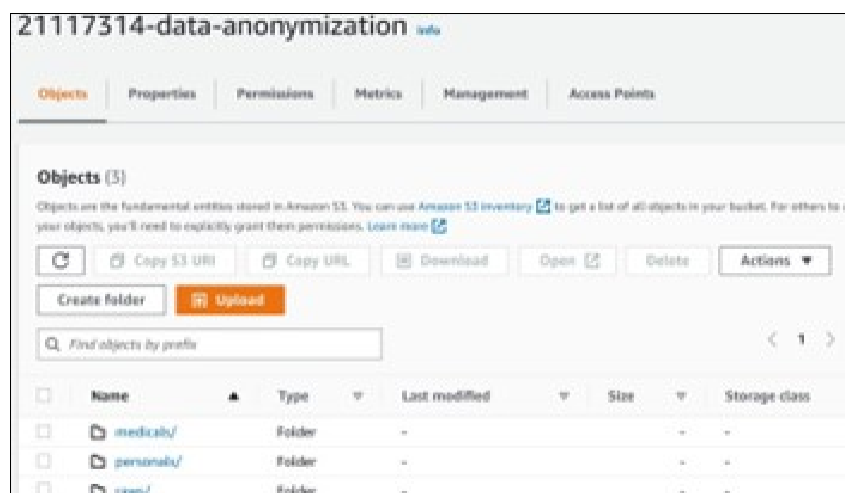 21117314-data-anonymization Info
Objects Properties Permissions Metrics Management Access Points
Objects (3)
Objects are the fundamental entities stored in Amazon S3. You can use Amazon S3 inventory to get a list of all objects in your bucket. For others to
your objects, you'll need to explicitly grant them permissions. Learn more
Copy S3 URI Copy URL Download Open Delete Actions
Create folder Upload
Find objects by prefix
1
Name Type Last modified Size Storage class
medicals/ Folder - - -
personals/ Folder - - -
Folder - - -